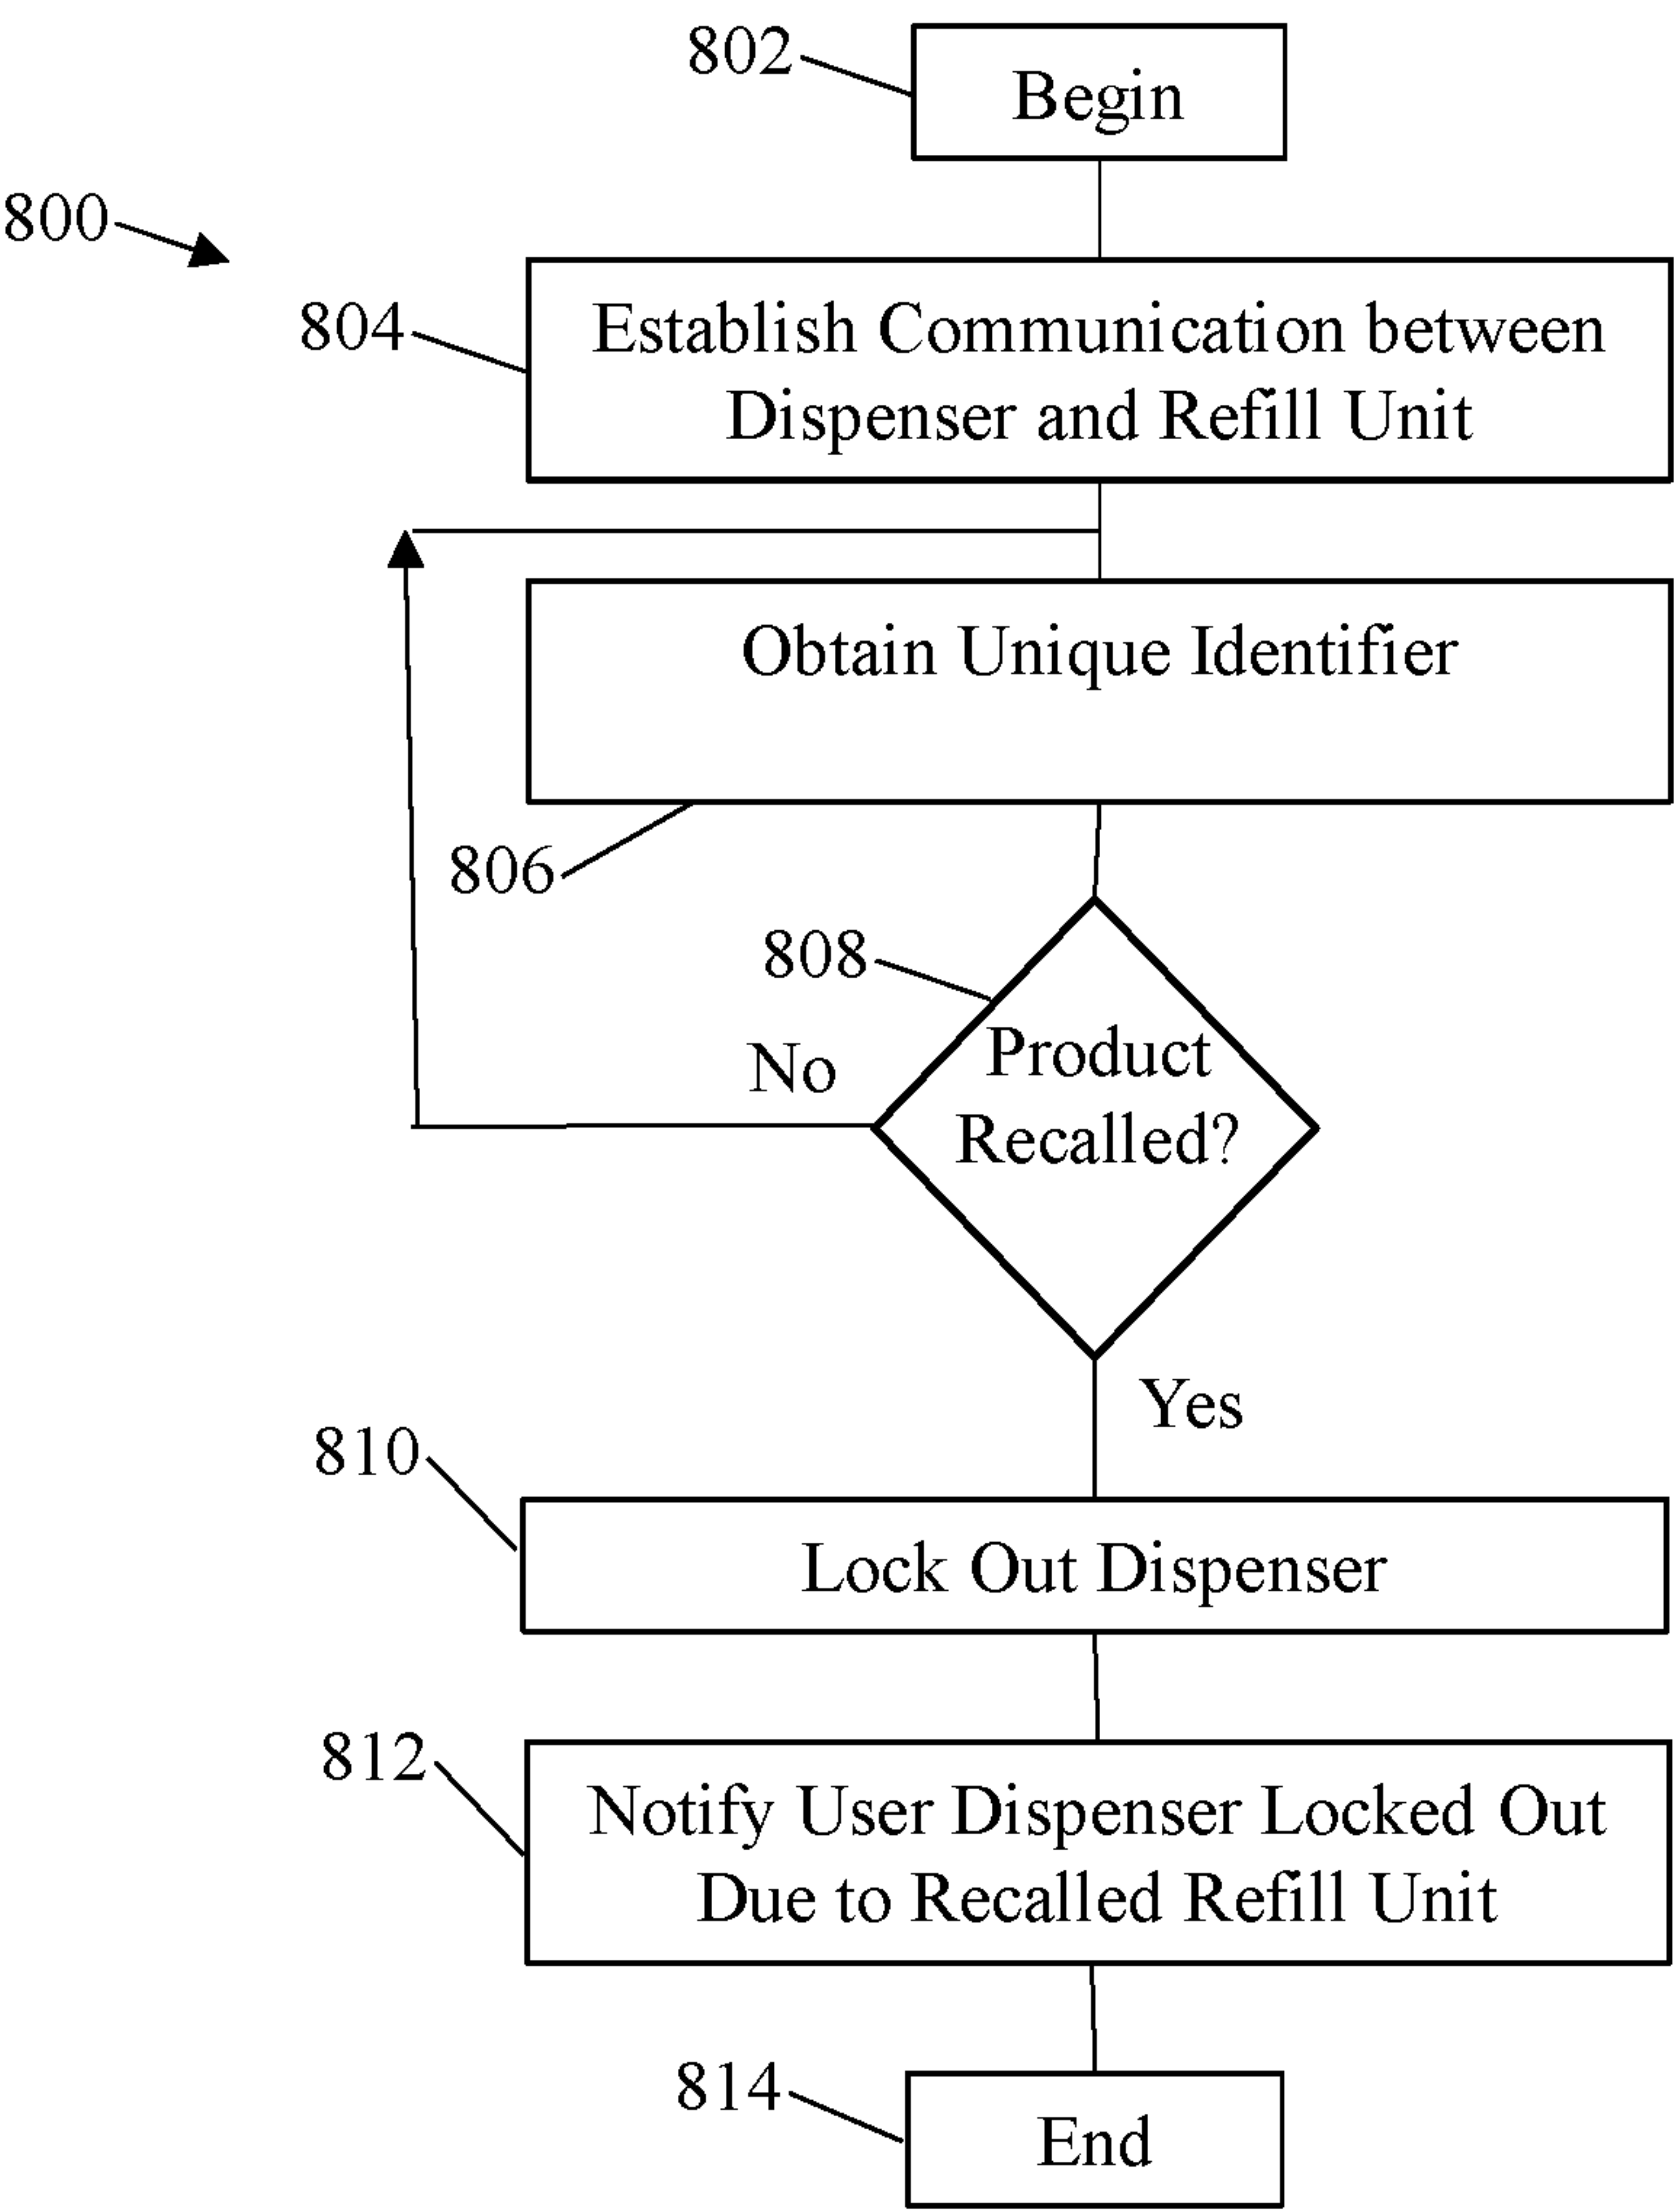 802
Begin
800
804
Establish Communication between
Dispenser and Refill Unit
Obtain Unique Identifier
806
808
Product
Recalled?
No
Yes
810
Lock Out Dispenser
812
Notify User Dispenser Locked Out
Due to Recalled Refill Unit
814
End